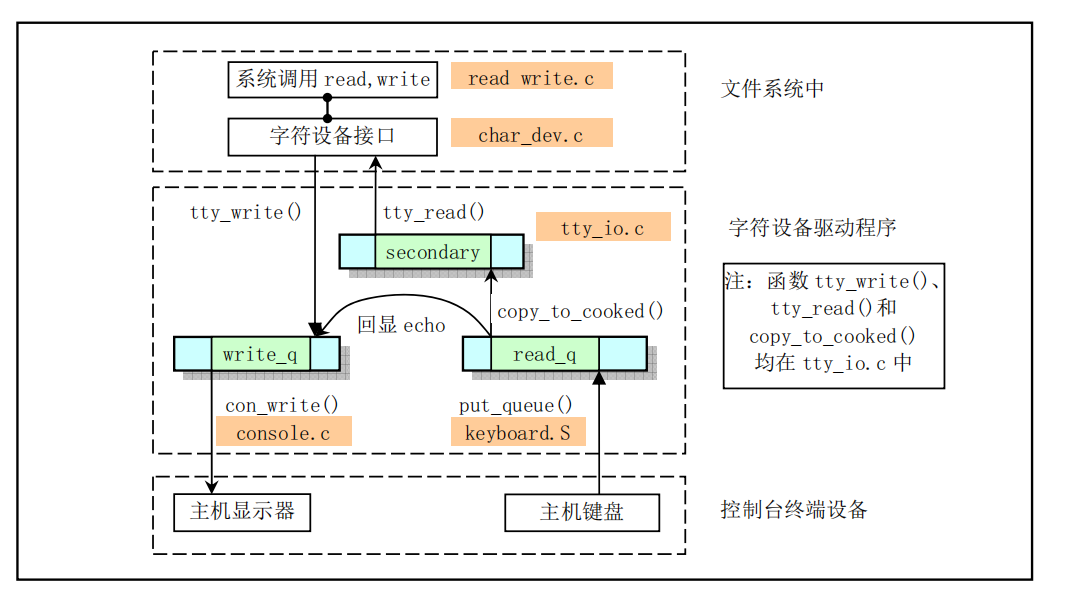 系统调用 read,write
read write.c
文件系统中
字符设备接口
char_dev.c
tty_write()
tty_read()
tty_io.c
字符设备驱动程序
secondary
注：函数 tty_write()、
tty_read()和
copy_to_cooked()
均在 tty_io.c 中
回显 echo
copy_to_cooked()
write_q
read_q
con_write()
put_queue()
console.c
keyboard.S
主机显示器
主机键盘
控制台终端设备